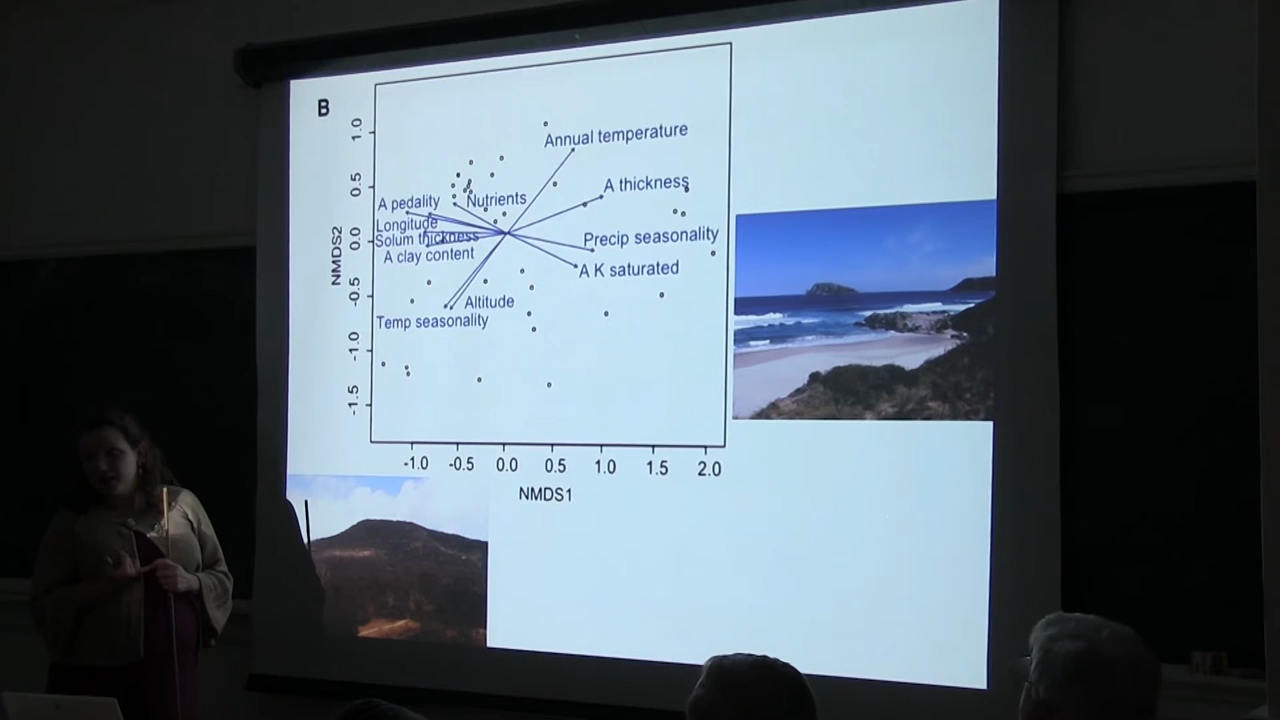 B
1.0
0.5
0.0
-0.5
-1.0
-1.5
NMDS2
Annual temperature
A thickness
Nutrients
A pedality
Longitude
Solum thickness
A clay content
Precip seasonality
A K saturated
Altitude
Temp seasonality
-1.0 -0.5 0.0 0.5 1.0 1.5 2.0
NMDS1